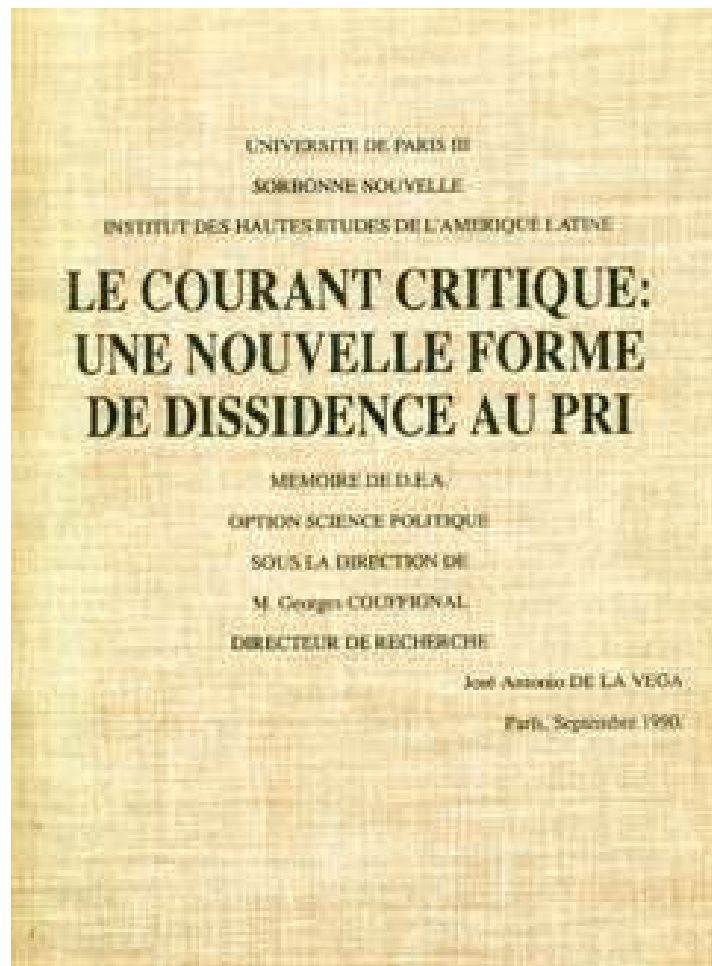 UNIVERSITE DE PARIS III
SORBONNE NOUVELLE
INSTITUT DES HAUTES ETUDES DE L'AMERIQUE LATINE
LE COURANT CRITIQUE:
UNE NOUVELLE FORME
DE DISSIDENCE AU PRI
MEMOIRE DE D.E.A.
OPTION SCIENCE POLITIQUE
SOUS LA DIRECTION DE
M. Georges COUFFIGNAL
DIRECTEUR DE RECHERCHE
José Antonio DE LA VEGA
Paris, September 1990.